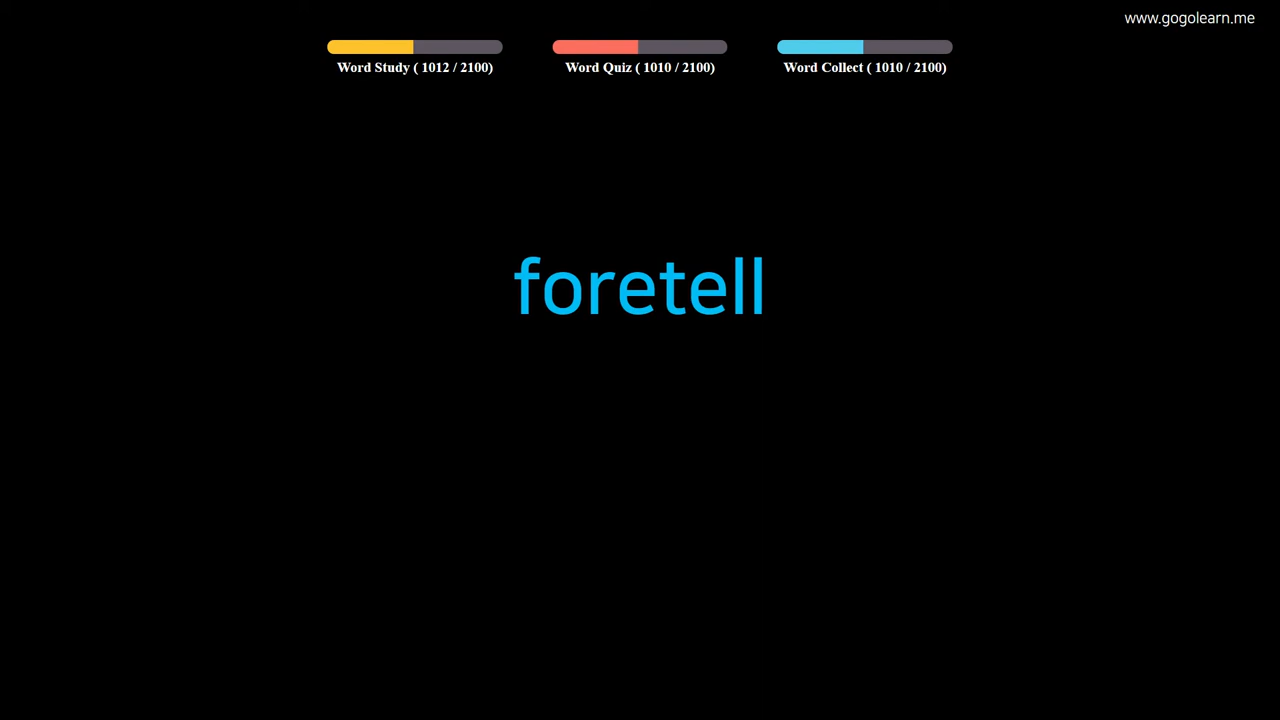 www.gogolearn.me
Word Study ( 1012 / 2100)
Word Quiz ( 1010 / 2100)
Word Collect ( 1010 / 2100)
foretell